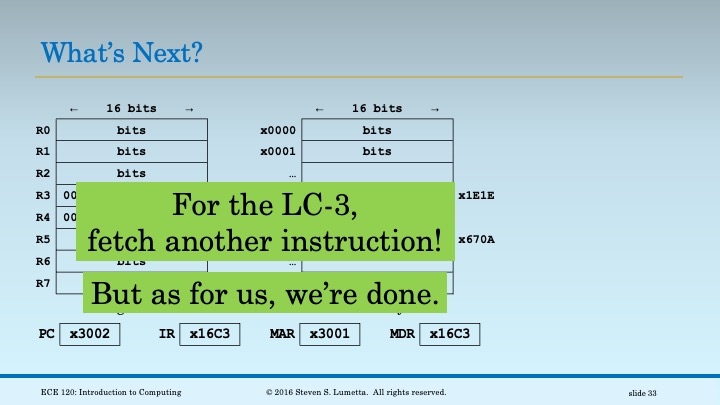 What's Next?
← 16 bits →
← 16 bits →
R0 bits x0000 bits
R1 bits x0001 bits
R2 bits …
R3 00 x1E1E
R4 00
R5 x670A
R6 bits …
R7
For the LC-3,
fetch another instruction!
But as for us, we're done.
PC x3002 IR x16C3 MAR x3001 MDR x16C3
ECE 120: Introduction to Computing © 2016 Steven S. Lumetta. All rights reserved. slide 33